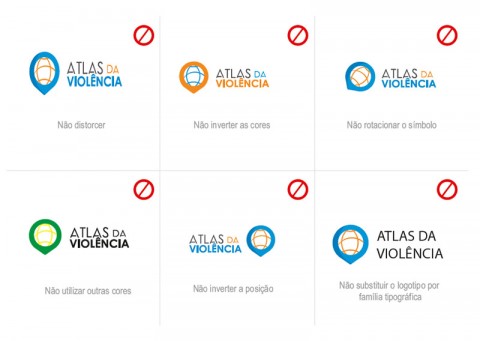 ATLAS DA
VIOLÊNCIA
Não distorcer
ATLAS DA
VIOLÊNCIA
Não inverter as cores
ATLAS DA
VIOLÊNCIA
Não rotacionar o símbolo
ATLAS DA
VIOLÊNCIA
Não utilizar outras cores
ATLAS DA
VIOLÊNCIA
Não inverter a posição
ATLAS DA
VIOLÊNCIA
Não substituir o logotipo por
família tipográfica